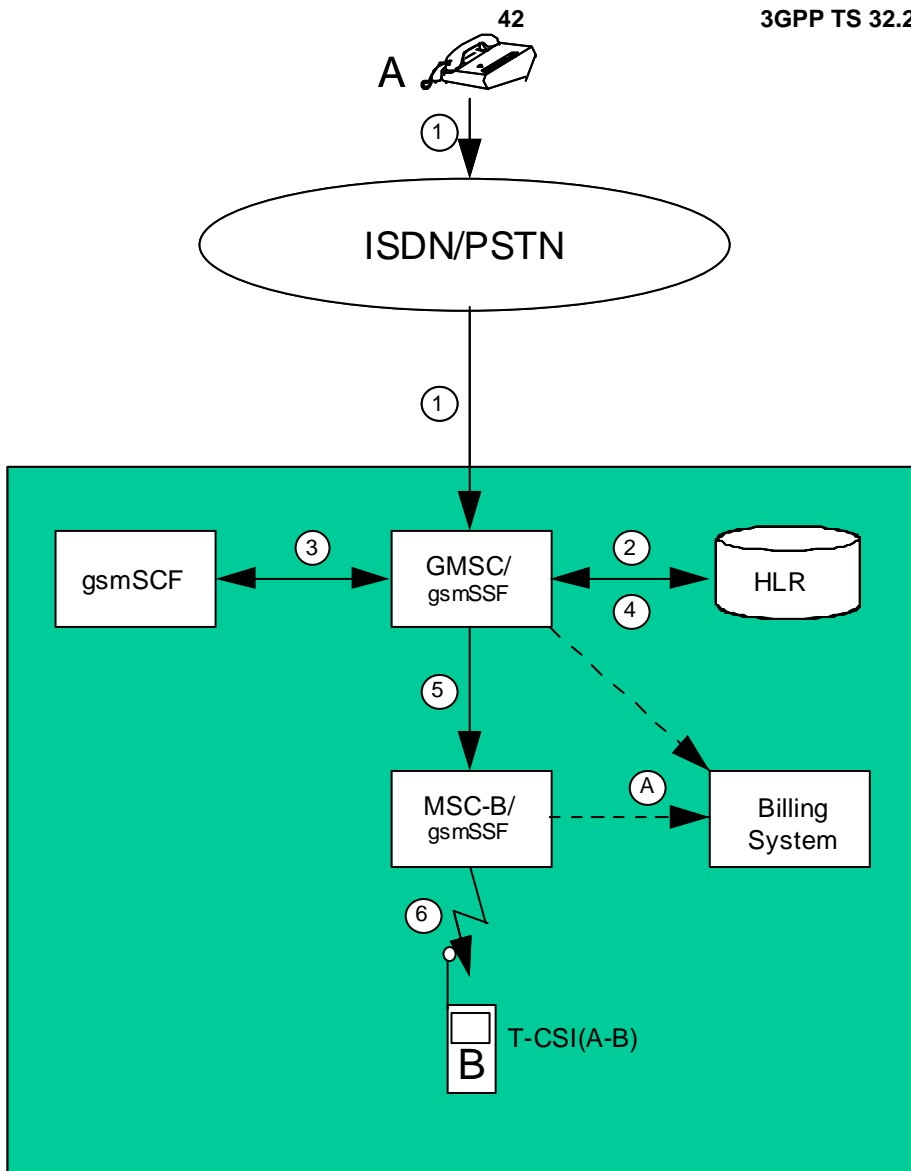 42
3GPP TS 32.2
A
1
ISDN/PSTN
1
gsmSCF
3
GMSC/
gsmSSF
2
4
HLR
5
MSC-B/
gsmSSF
A
Billing
System
6
T-CSI(A-B)
B